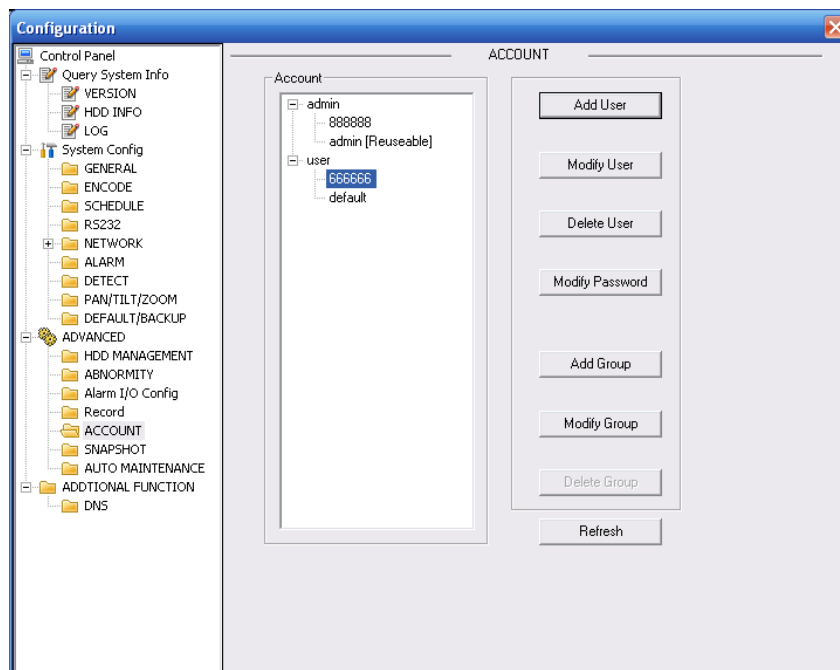 Configuration
Control Panel
Query System Info
VERSION
HDD INFO
LOG
System Config
GENERAL
ENCODE
SCHEDULE
RS232
NETWORK
ALARM
DETECT
PAN/TILT/ZOOM
DEFAULT/BACKUP
ADVANCED
HDD MANAGEMENT
ABNORMITY
Alarm I/O Config
Record
ACCOUNT
SNAPSHOT
AUTO MAINTENANCE
ADDTIONAL FUNCTION
DNS
ACCOUNT
Account
admin
888888
admin [Reuseable]
user
666666
default
Add User
Modify User
Delete User
Modify Password
Add Group
Modify Group
Delete Group
Refresh